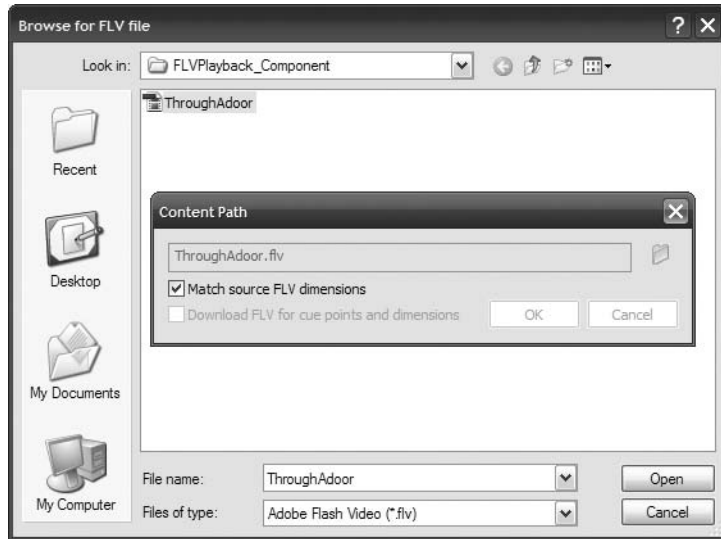 Browse for FLV file
Look in: FLVPlayback_Component
ThroughAdoor
Recent
Desktop
My Documents
My Computer
Content Path
ThroughAdoor.flv
Match source FLV dimensions
Download FLV for cue points and dimensions
OK
Cancel
File name: ThroughAdoor
Open
Files of type: Adobe Flash Video (*.flv)
Cancel